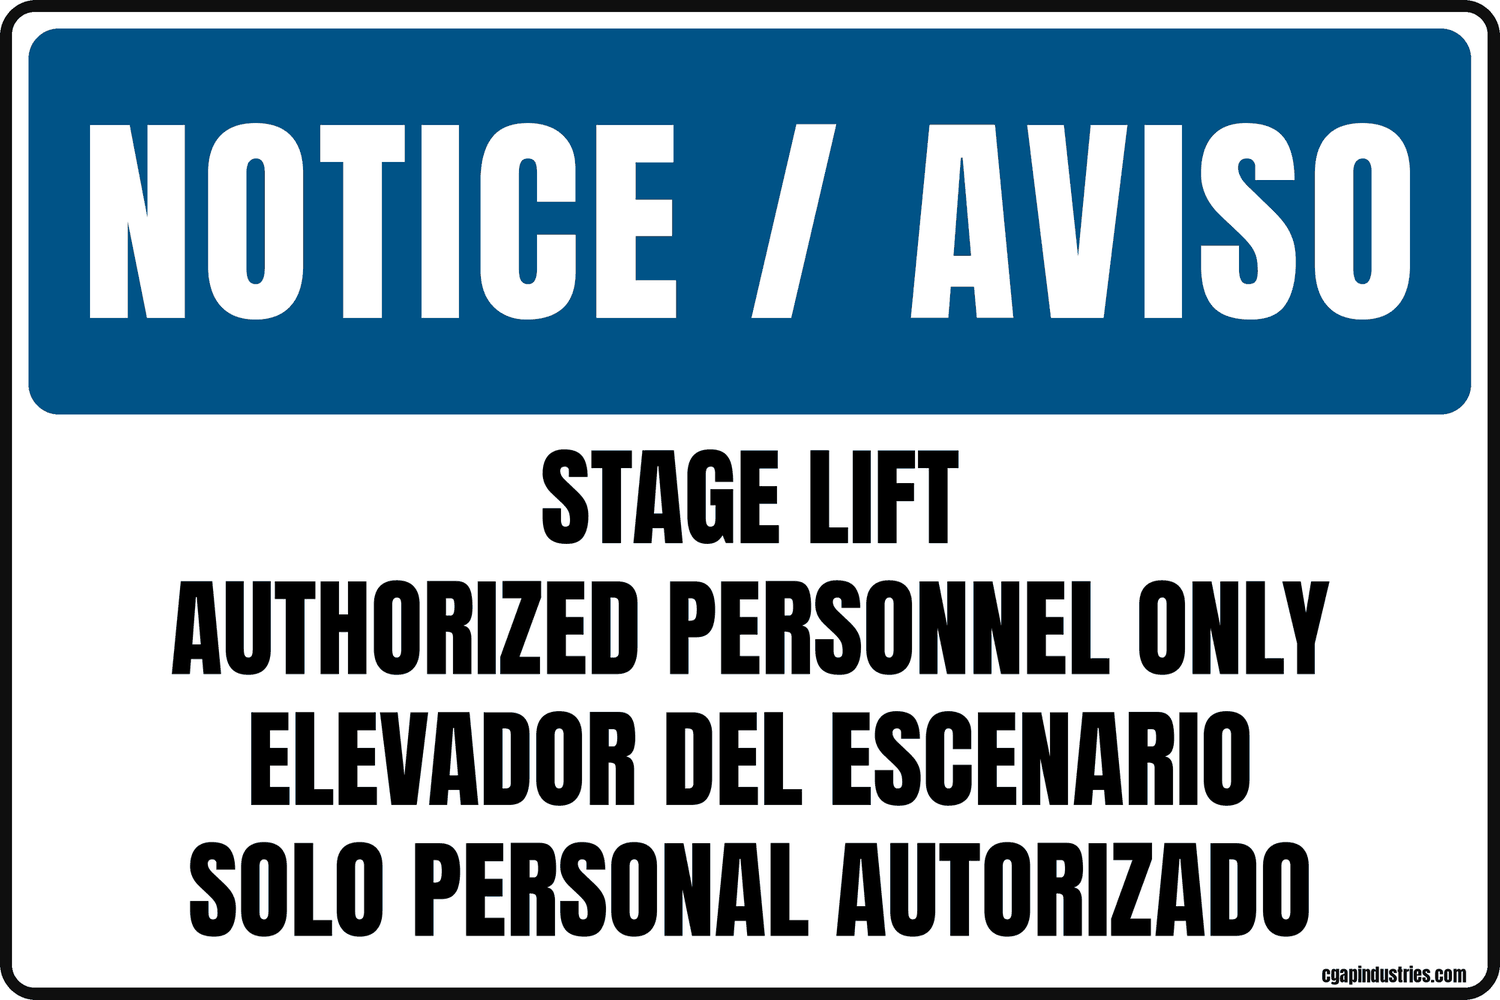 NOTICE / AVISO
STAGE LIFT
AUTHORIZED PERSONNEL ONLY
ELEVADOR DEL ESCENARIO
SOLO PERSONAL AUTORIZADO
cgapindustries.com